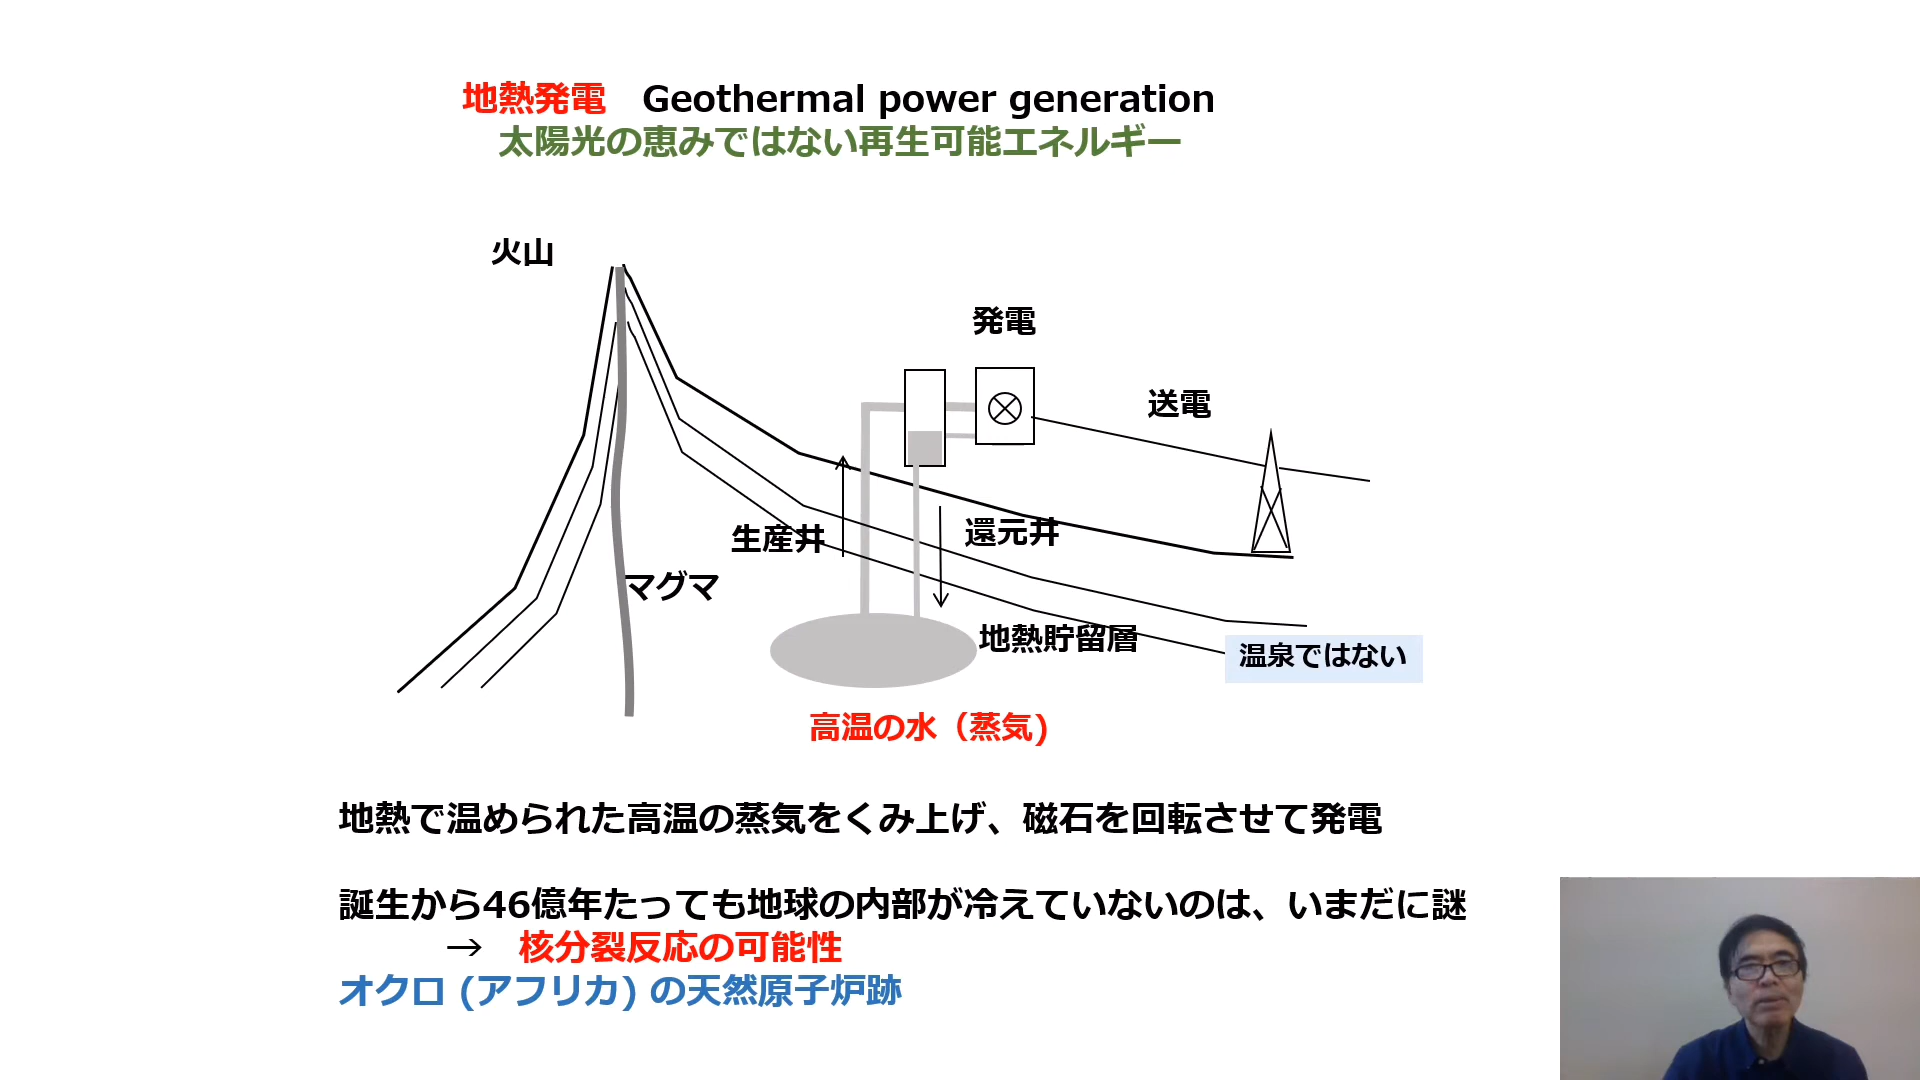 地熱発電　Geothermal power generation
太陽光の恵みではない再生可能エネルギー
火山
発電
送電
生産井
還元井
マグマ
地熱貯留層
温泉ではない
高温の水（蒸気)
地熱で温められた高温の蒸気をくみ上げ、磁石を回転させて発電
誕生から46億年たっても地球の内部が冷えていないのは、いまだに謎
→　核分裂反応の可能性
オクロ (アフリカ) の天然原子炉跡